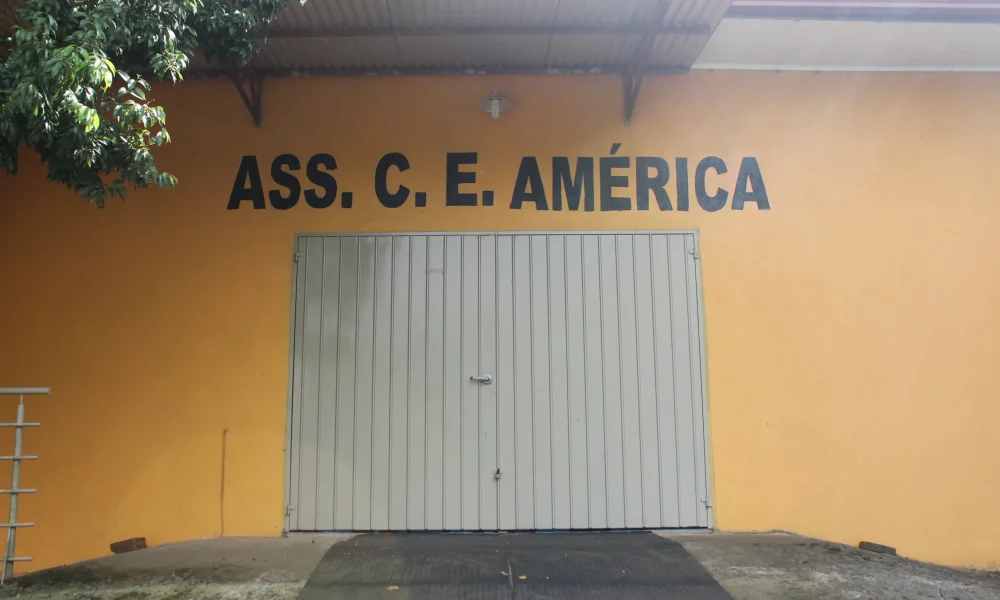 ASS. C. E. AMÉRICA